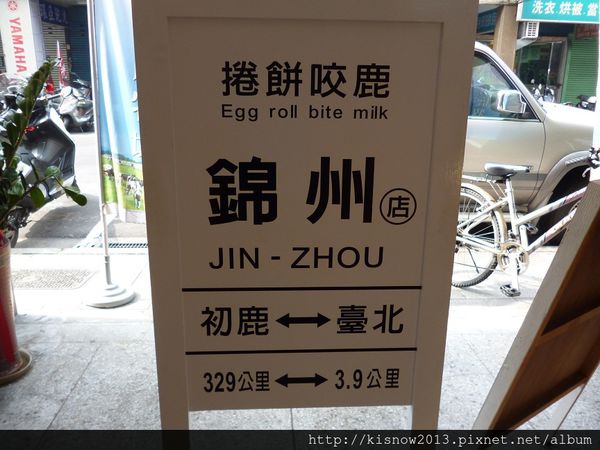 洗衣.烘被.當
YAMAHA
捲餅咬鹿
Egg roll bite milk
錦州店
JIN - ZHOU
初鹿 ↔ 臺北
329公里 ↔ 3.9公里
http://kisnow2013.pixnet.net/album